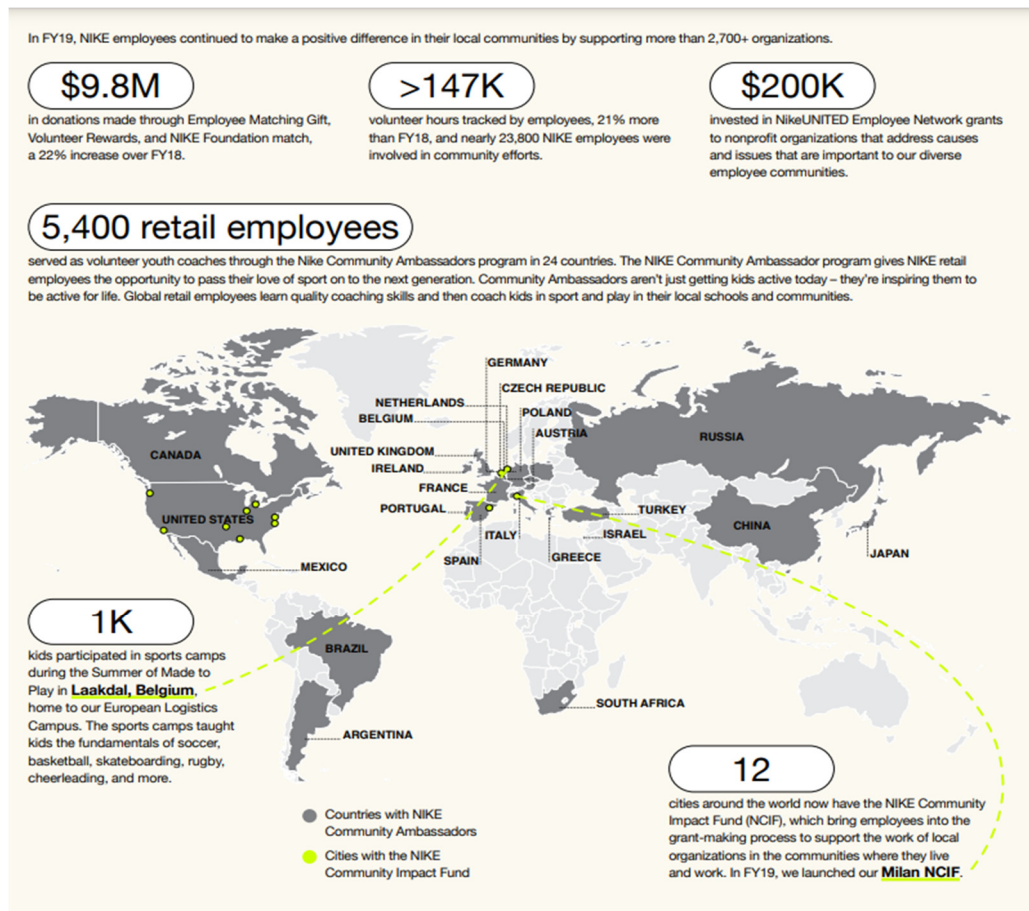 In FY19, NIKE employees continued to make a positive difference in their local communities by supporting more than 2,700+ organizations.
$9.8M
in donations made through Employee Matching Gift,
Volunteer Rewards, and NIKE Foundation match,
a 22% increase over FY18.
>147K
volunteer hours tracked by employees, 21% more
than FY18, and nearly 23,800 NIKE employees were
involved in community efforts.
$200K
invested in NikeUNITED Employee Network grants
to nonprofit organizations that address causes
and issues that are important to our diverse
employee communities.
5,400 retail employees
served as volunteer youth coaches through the Nike Community Ambassadors program in 24 countries. The NIKE Community Ambassador program gives NIKE retail
employees the opportunity to pass their love of sport on to the next generation. Community Ambassadors aren't just getting kids active today – they're inspiring them to
be active for life. Global retail employees learn quality coaching skills and then coach kids in sport and play in their local schools and communities.
GERMANY
CZECH REPUBLIC
NETHERLANDS
POLAND
BELGIUM
AUSTRIA
RUSSIA
CANADA
UNITED KINGDOM
IRELAND
FRANCE
PORTUGAL
TURKEY
UNITED STATES
CHINA
ITALY
ISRAEL
SPAIN
GREECE
JAPAN
MEXICO
BRAZIL
SOUTH AFRICA
ARGENTINA
1K
kids participated in sports camps
during the Summer of Made to
Play in Laakdal, Belgium,
home to our European Logistics
Campus. The sports camps taught
kids the fundamentals of soccer,
basketball, skateboarding, rugby,
cheerleading, and more.
Countries with NIKE
Community Ambassadors
Cities with the NIKE
Community Impact Fund
12
cities around the world now have the NIKE Community
Impact Fund (NCIF), which bring employees into the
grant-making process to support the work of local
organizations in the communities where they live
and work. In FY19, we launched our Milan NCIF.